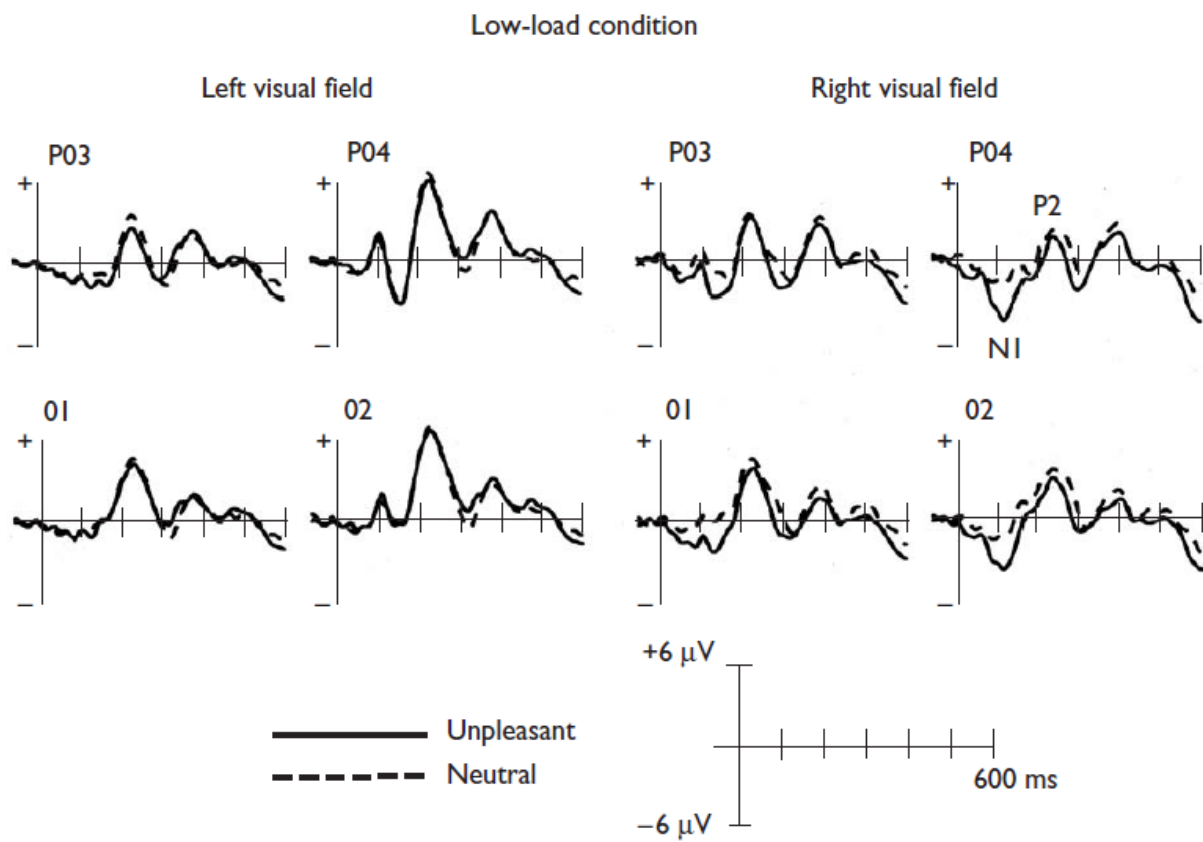 Low-load condition
Left visual field
Right visual field
P03
P04
P03
P04
+
+
+
+
P2
–
–
–
–
N1
01
02
01
02
+
+
+
+
–
–
–
–
+6 μV
Unpleasant
Neutral
600 ms
–6 μV